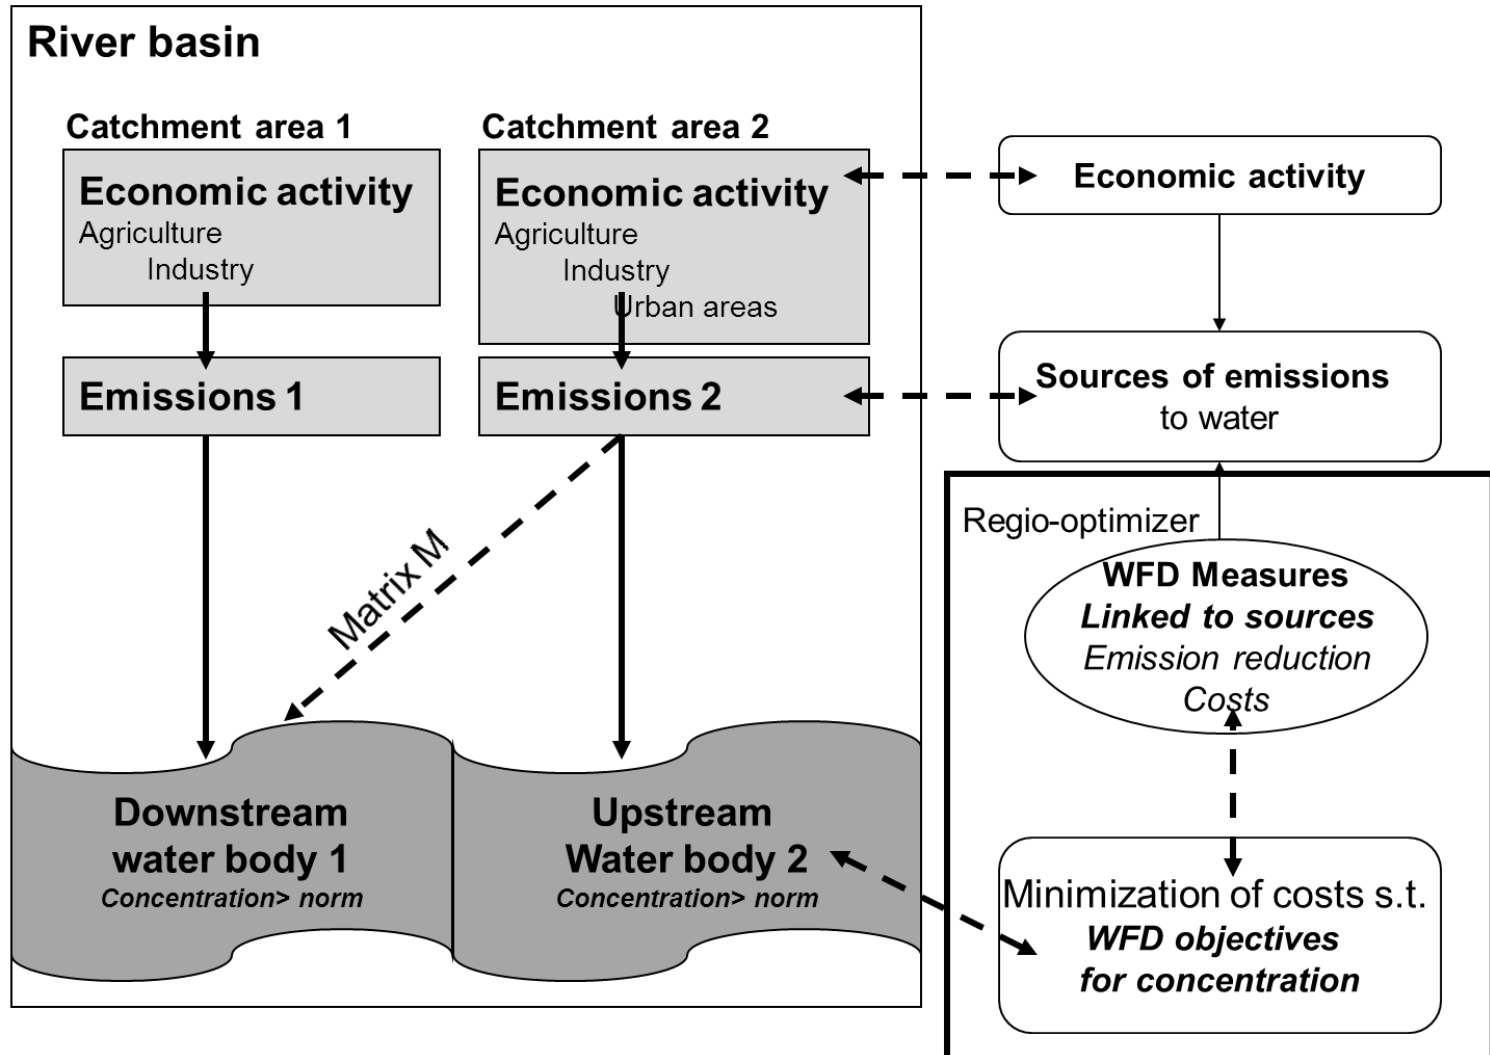 River basin
Catchment area 1
Economic activity
Agriculture
Industry
Emissions 1
Catchment area 2
Economic activity
Agriculture
Industry
Urban areas
Emissions 2
Matrix M
Downstream
water body 1
Concentration> norm
Upstream
Water body 2
Concentration> norm
Economic activity
Sources of emissions
to water
Regio-optimizer
WFD Measures
Linked to sources
Emission reduction
Costs
Minimization of costs s.t.
WFD objectives
for concentration